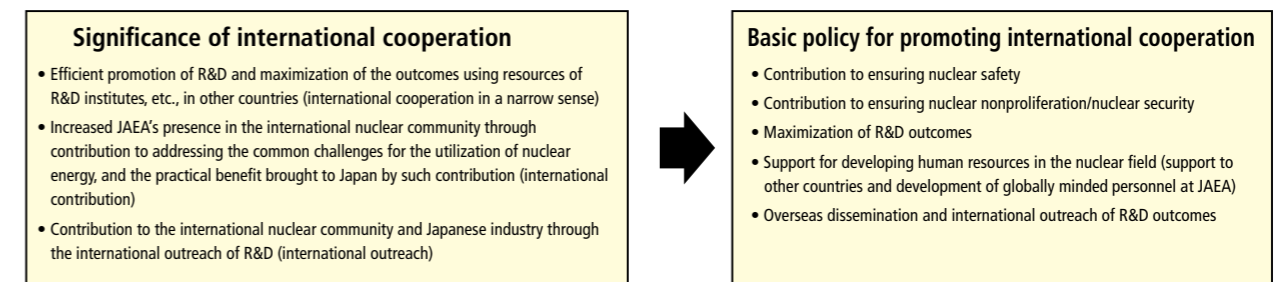 Significance of international cooperation
• Efficient promotion of R&D and maximization of the outcomes using resources of
R&D institutes, etc., in other countries (international cooperation in a narrow sense)
• Increased JAEA's presence in the international nuclear community through
contribution to addressing the common challenges for the utilization of nuclear
energy, and the practical benefit brought to Japan by such contribution (international
contribution)
• Contribution to the international nuclear community and Japanese industry through
the international outreach of R&D (international outreach)
Basic policy for promoting international cooperation
• Contribution to ensuring nuclear safety
• Contribution to ensuring nuclear nonproliferation/nuclear security
• Maximization of R&D outcomes
• Support for developing human resources in the nuclear field (support to
other countries and development of globally minded personnel at JAEA)
• Overseas dissemination and international outreach of R&D outcomes